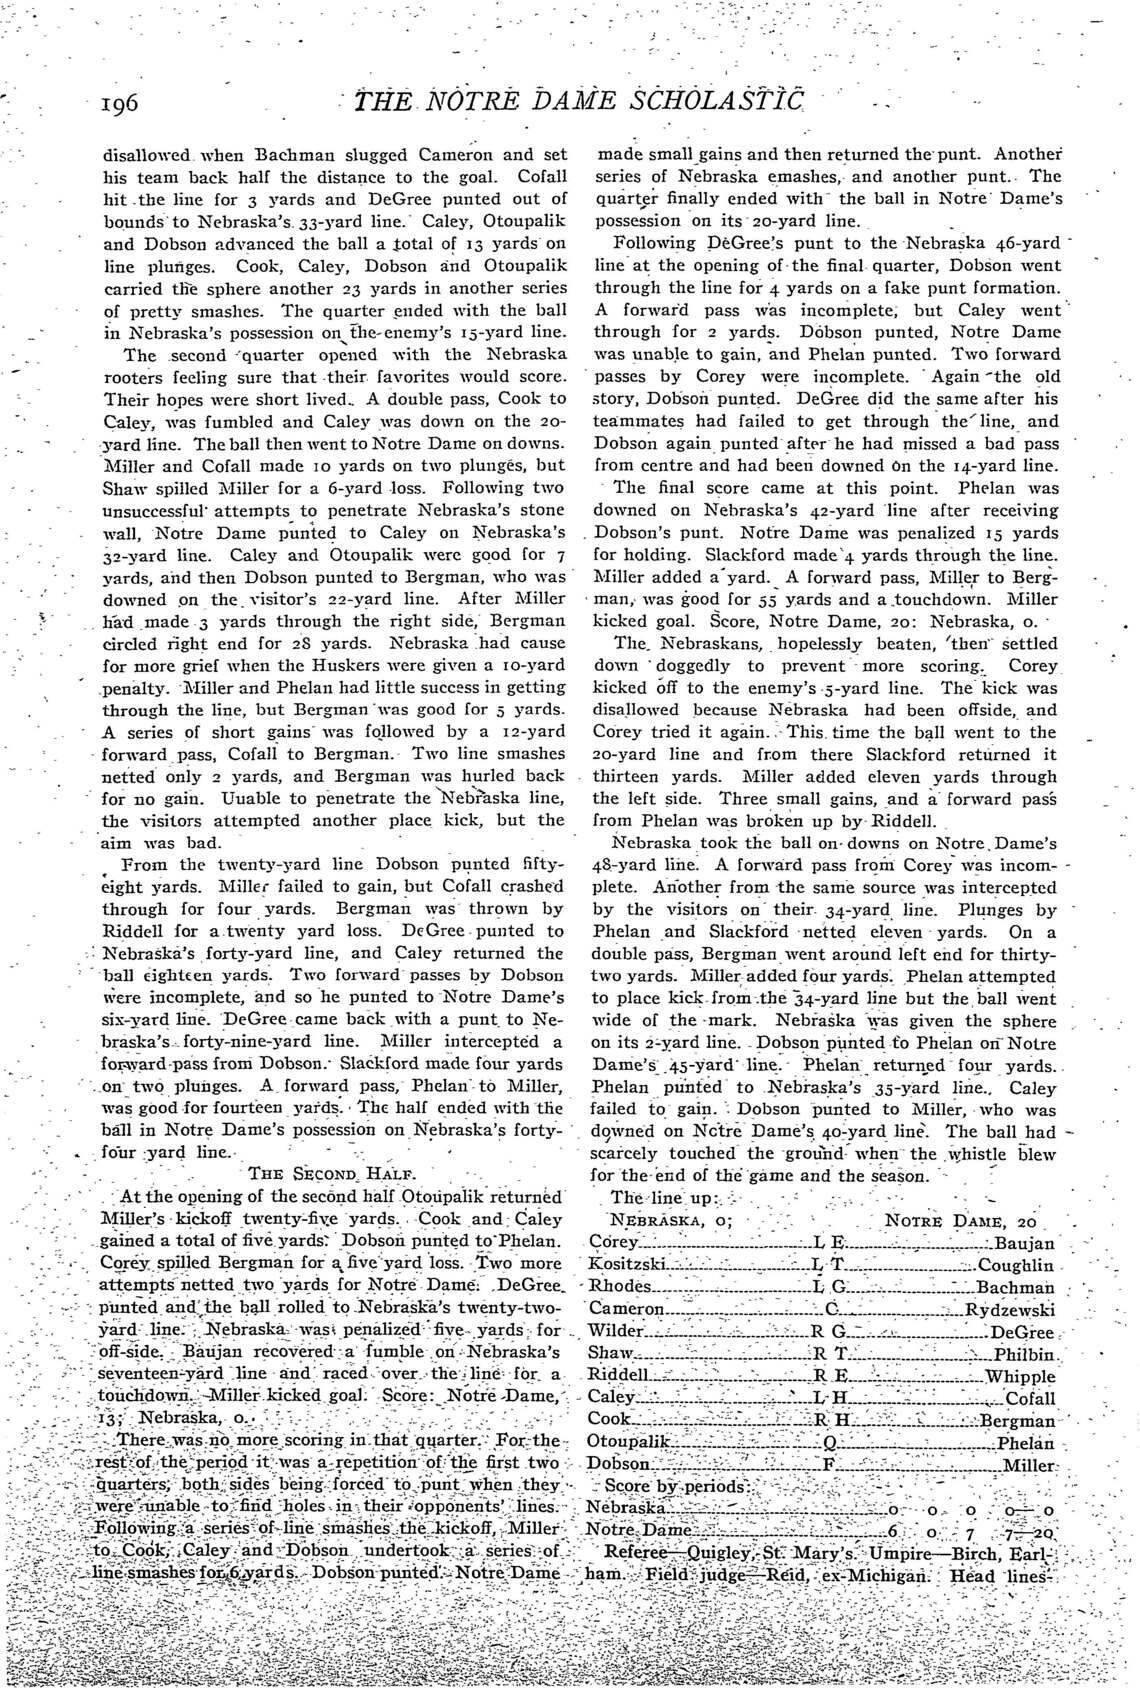 196
THE NOTRE DAME SCHOLASTIC
disallowed when Bachman slugged Cameron and set
his team back half the distance to the goal. Cofall
hit the line for 3 yards and DeGree punted out of
bounds to Nebraska's 33-yard line. Caley, Otoupalik
and Dobson advanced the ball a total of 13 yards on
line plunges. Cook, Caley, Dobson and Otoupalik
carried the sphere another 23 yards in another series
of pretty smashes. The quarter ended with the ball
in Nebraska's possession on the enemy's 15-yard line.
The second quarter opened with the Nebraska
rooters feeling sure that their favorites would score.
Their hopes were short lived. A double pass, Cook to
Caley, was fumbled and Caley was down on the 20-
yard line. The ball then went to Notre Dame on downs.
Miller and Cofall made 10 yards on two plunges, but
Shaw spilled Miller for a 6-yard loss. Following two
unsuccessful attempts to penetrate Nebraska's stone
wall, Notre Dame punted to Caley on Nebraska's
32-yard line. Caley and Otoupalik were good for 7
yards, and then Dobson punted to Bergman, who was
downed on the visitor's 22-yard line. After Miller
had made 3 yards through the right side, Bergman
circled right end for 28 yards. Nebraska had cause
for more grief when the Huskers were given a 10-yard
penalty. Miller and Phelan had little success in getting
through the line, but Bergman was good for 5 yards.
A series of short gains was followed by a 12-yard
forward pass, Cofall to Bergman. Two line smashes
netted only 2 yards, and Bergman was hurled back
for no gain. Uuable to penetrate the Nebraska line,
the visitors attempted another place kick, but the
aim was bad.
From the twenty-yard line Dobson punted fifty-
eight yards. Miller failed to gain, but Cofall crashed
through for four yards. Bergman was thrown by
Riddell for a twenty yard loss. DeGree punted to
Nebraska's forty-yard line, and Caley returned the
ball eighteen yards. Two forward passes by Dobson
were incomplete, and so he punted to Notre Dame's
six-yard line. DeGree came back with a punt to Ne-
braska's forty-nine-yard line. Miller intercepted a
forward pass from Dobson. Slackford made four yards
on two plunges. A forward pass, Phelan to Miller,
was good for fourteen yards. The half ended with the
ball in Notre Dame's possession on Nebraska's forty-
four yard line.
THE SECOND HALF.
At the opening of the second half Otoupalik returned
Miller's kickoff twenty-five yards. Cook and Caley
gained a total of five yards. Dobson punted to Phelan.
Corey spilled Bergman for a five yard loss. Two more
attempts netted two yards for Notre Dame. DeGree
punted and the ball rolled to Nebraska's twenty-two-
yard line. Nebraska was penalized five yards for
off-side. Baujan recovered a fumble on Nebraska's
seventeen-yard line and raced over the line for a
touchdown. Miller kicked goal. Score: Notre Dame,
13; Nebraska, 0.
There was no more scoring in that quarter. For the
rest of the period it was a repetition of the first two
quarters, both sides being forced to punt when they
were unable to find holes in their opponents' lines.
Following a series of line smashes the kickoff, Miller
to Cook, Caley and Dobson undertook a series of
line smashes for 6 yards. Dobson punted. Notre Dame
made small gains and then returned the punt. Another
series of Nebraska emashes, and another punt. The
quarter finally ended with the ball in Notre Dame's
possession on its 20-yard line.
Following DeGree's punt to the Nebraska 46-yard
line at the opening of the final quarter, Dobson went
through the line for 4 yards on a fake punt formation.
A forward pass was incomplete, but Caley went
through for 2 yards. Dobson punted, Notre Dame
was unable to gain, and Phelan punted. Two forward
passes by Corey were incomplete. Again the old
story, Dobson punted. DeGree did the same after his
teammates had failed to get through the line, and
Dobson again punted after he had missed a bad pass
from centre and had been downed on the 14-yard line.
The final score came at this point. Phelan was
downed on Nebraska's 42-yard line after receiving
Dobson's punt. Notre Dame was penalized 15 yards
for holding. Slackford made 4 yards through the line.
Miller added a yard. A forward pass, Miller to Berg-
man, was good for 55 yards and a touchdown. Miller
kicked goal. Score, Notre Dame, 20: Nebraska, 0.
The Nebraskans, hopelessly beaten, then settled
down doggedly to prevent more scoring. Corey
kicked off to the enemy's 5-yard line. The kick was
disallowed because Nebraska had been offside, and
Corey tried it again. This time the ball went to the
20-yard line and from there Slackford returned it
thirteen yards. Miller added eleven yards through
the left side. Three small gains, and a forward pass
from Phelan was broken up by Riddell.
Nebraska took the ball on downs on Notre Dame's
48-yard line. A forward pass from Corey was incom-
plete. Another from the same source was intercepted
by the visitors on their 34-yard line. Plunges by
Phelan and Slackford netted eleven yards. On a
double pass, Bergman went around left end for thirty-
two yards. Miller added four yards. Phelan attempted
to place kick from the 34-yard line but the ball went
wide of the mark. Nebraska was given the sphere
on its 2-yard line. Dobson punted to Phelan on Notre
Dame's 45-yard line. Phelan returned four yards.
Phelan punted to Nebraska's 35-yard line. Caley
failed to gain. Dobson punted to Miller, who was
downed on Notre Dame's 40-yard line. The ball had
scarcely touched the ground when the whistle blew
for the end of the game and the season.
The line up:
NEBRASKA, 0; NOTRE DAME, 20
Corey L E Baujan
Kositzski L T Coughlin
Rhodes L G Bachman
Cameron C Rydzewski
Wilder R G DeGree
Shaw R T Philbin
Riddell R E Whipple
Caley L H Cofall
Cook R H Bergman
Otoupalik Q Phelan
Dobson F Miller
Score by periods:
Nebraska 0 0 0 0—0
Notre Dame 6 0 7 7—20
Referee—Quigley, St. Mary's. Umpire—Birch, Earl-
ham. Field judge—Reid, ex-Michigan. Head lines-